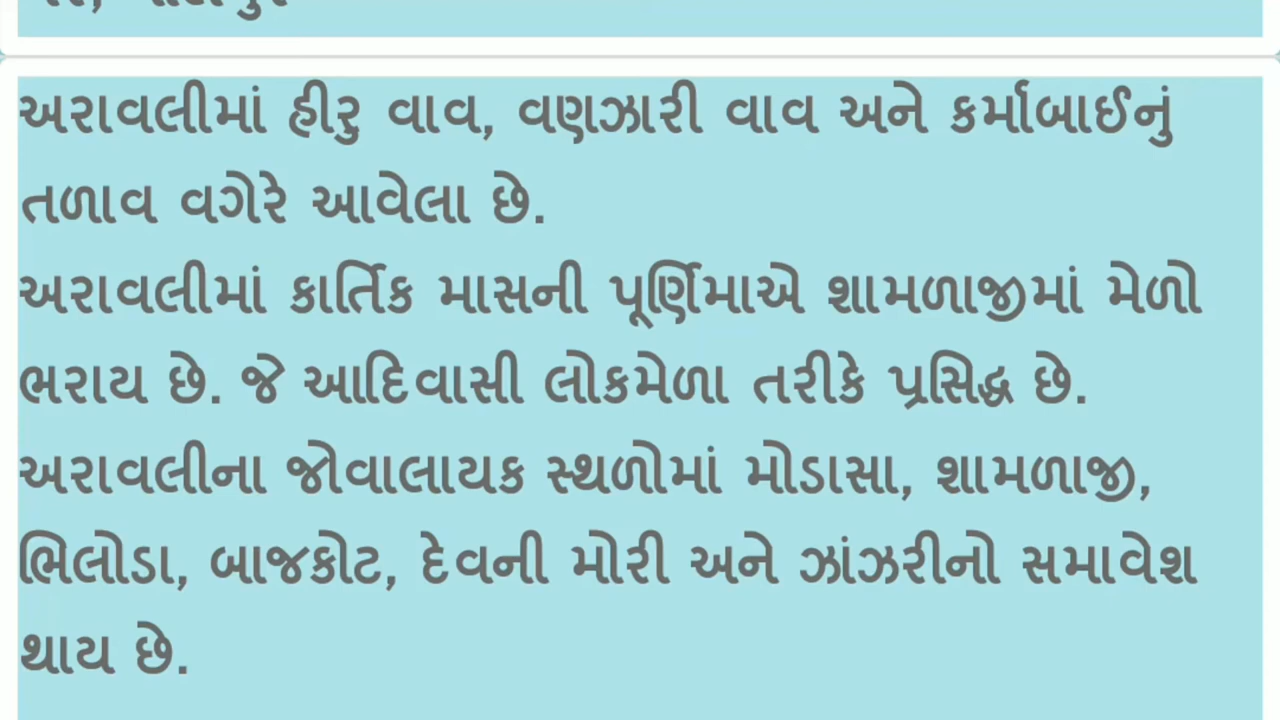 અરાવલીમાં હીરુ વાવ, વણઝારી વાવ અને કર્માબાઈનું
તળાવ વગેરે આવેલા છે.
અરાવલીમાં કાર્તિક માસની પૂર્ણિમાએ શામળાજીમાં મેળો
ભરાય છે. જે આદિવાસી લોકમેળા તરીકે પ્રસિદ્ધ છે.
અરાવલીના જોવાલાયક સ્થળોમાં મોડાસા, શામળાજી,
ભિલોડા, બાજકોટ, દેવની મોરી અને ઝાંઝરીનો સમાવેશ
થાય છે.